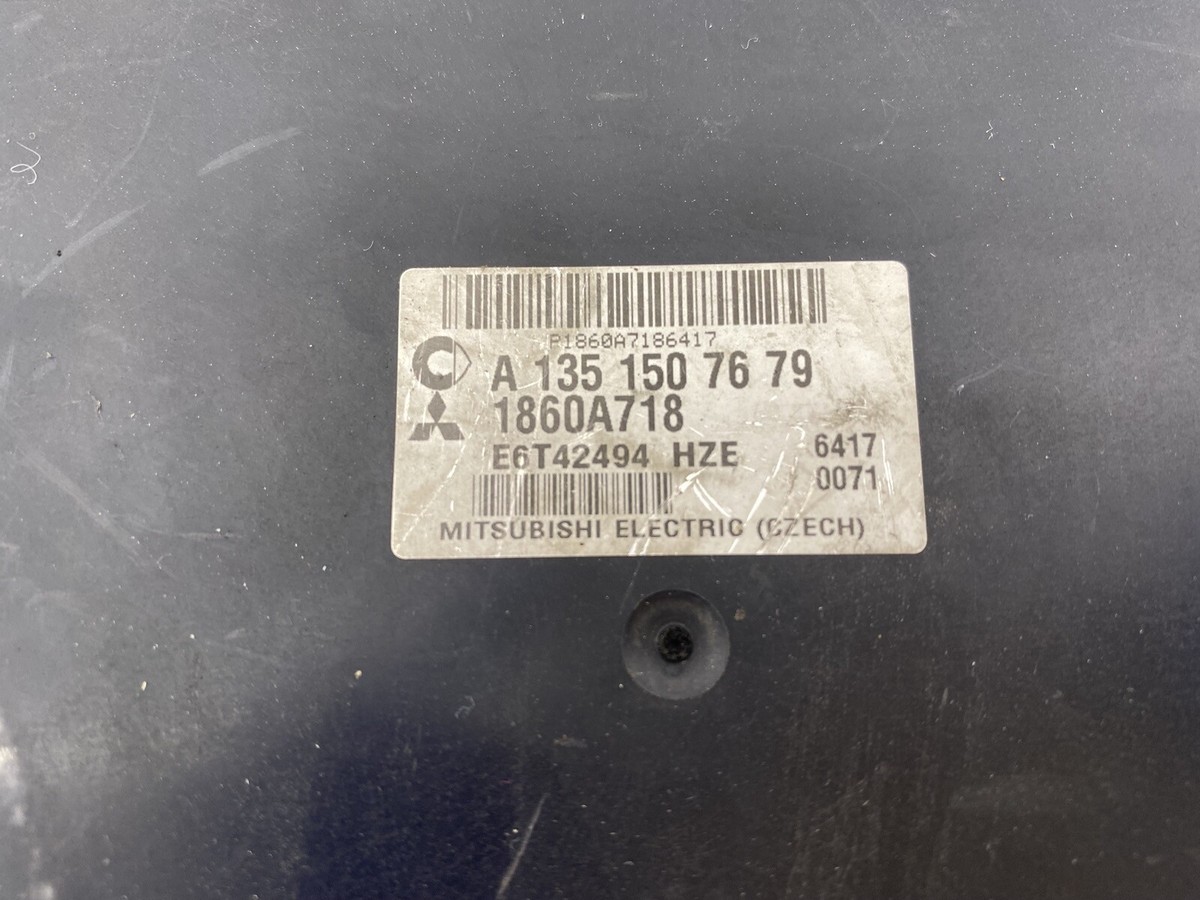 P1860A7186417
A 135 150 76 79
1860A718
E6T42494 HZE 6417
0071
MITSUBISHI ELECTRIC (CZECH)